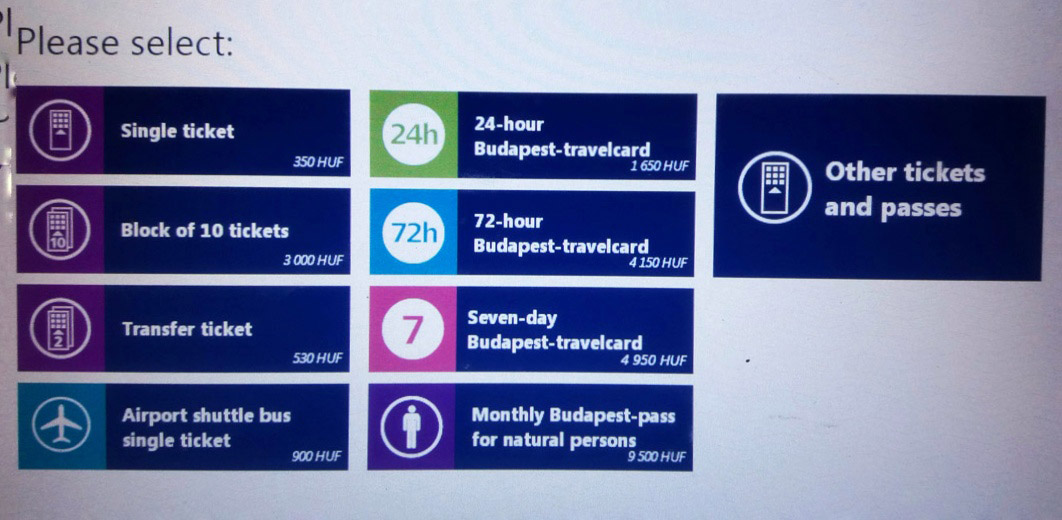 Please select:
Single ticket
350 HUF
Block of 10 tickets
3 000 HUF
10
Transfer ticket
530 HUF
2
Airport shuttle bus
single ticket
900 HUF
24h
24-hour
Budapest-travelcard
1 650 HUF
72h
72-hour
Budapest-travelcard
4 150 HUF
7
Seven-day
Budapest-travelcard
4 950 HUF
Monthly Budapest-pass
for natural persons
9 500 HUF
Other tickets
and passes